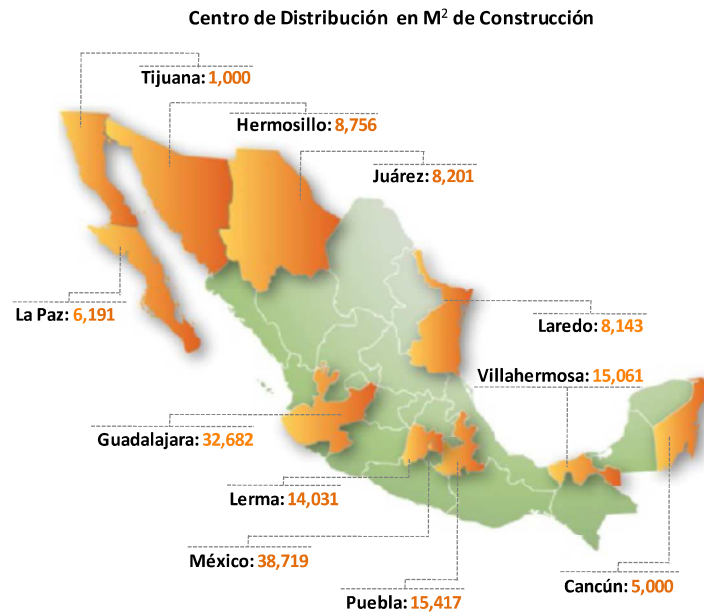 Centro de Distribución en M² de Construcción
Tijuana: 1,000
Hermosillo: 8,756
Juárez: 8,201
La Paz: 6,191
Laredo: 8,143
Villahermosa: 15,061
Guadalajara: 32,682
Lerma: 14,031
México: 38,719
Cancún: 5,000
Puebla: 15,417